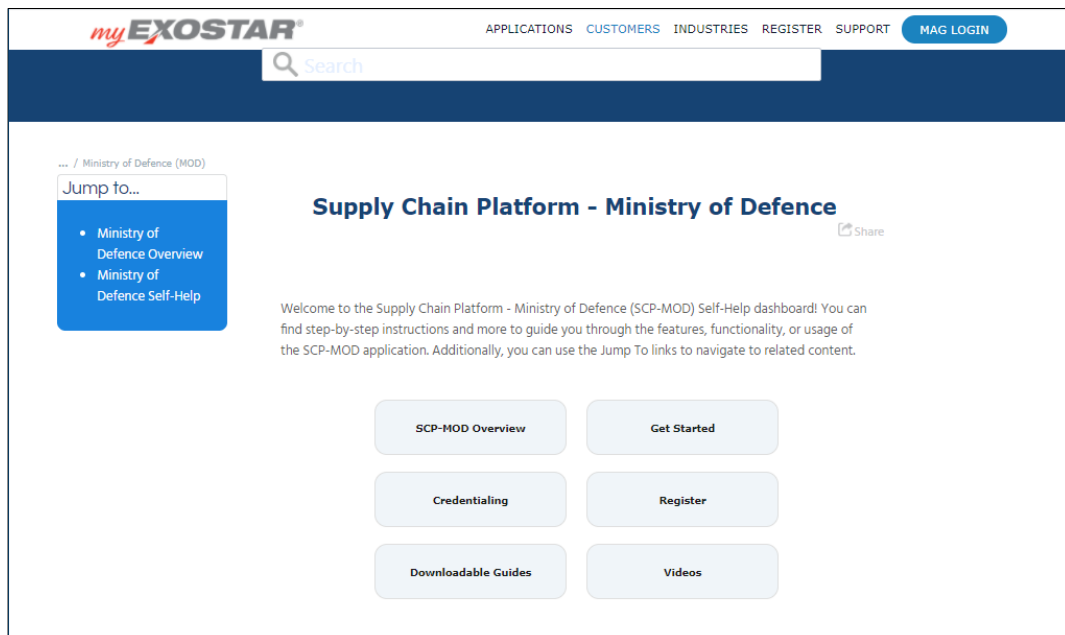 myEXOSTAR®
APPLICATIONS CUSTOMERS INDUSTRIES REGISTER SUPPORT MAG LOGIN
Search
... / Ministry of Defence (MOD)
Jump to...
• Ministry of
Defence Overview
• Ministry of
Defence Self-Help
Supply Chain Platform - Ministry of Defence
Share
Welcome to the Supply Chain Platform - Ministry of Defence (SCP-MOD) Self-Help dashboard! You can
find step-by-step instructions and more to guide you through the features, functionality, or usage of
the SCP-MOD application. Additionally, you can use the Jump To links to navigate to related content.
SCP-MOD Overview
Get Started
Credentialing
Register
Downloadable Guides
Videos